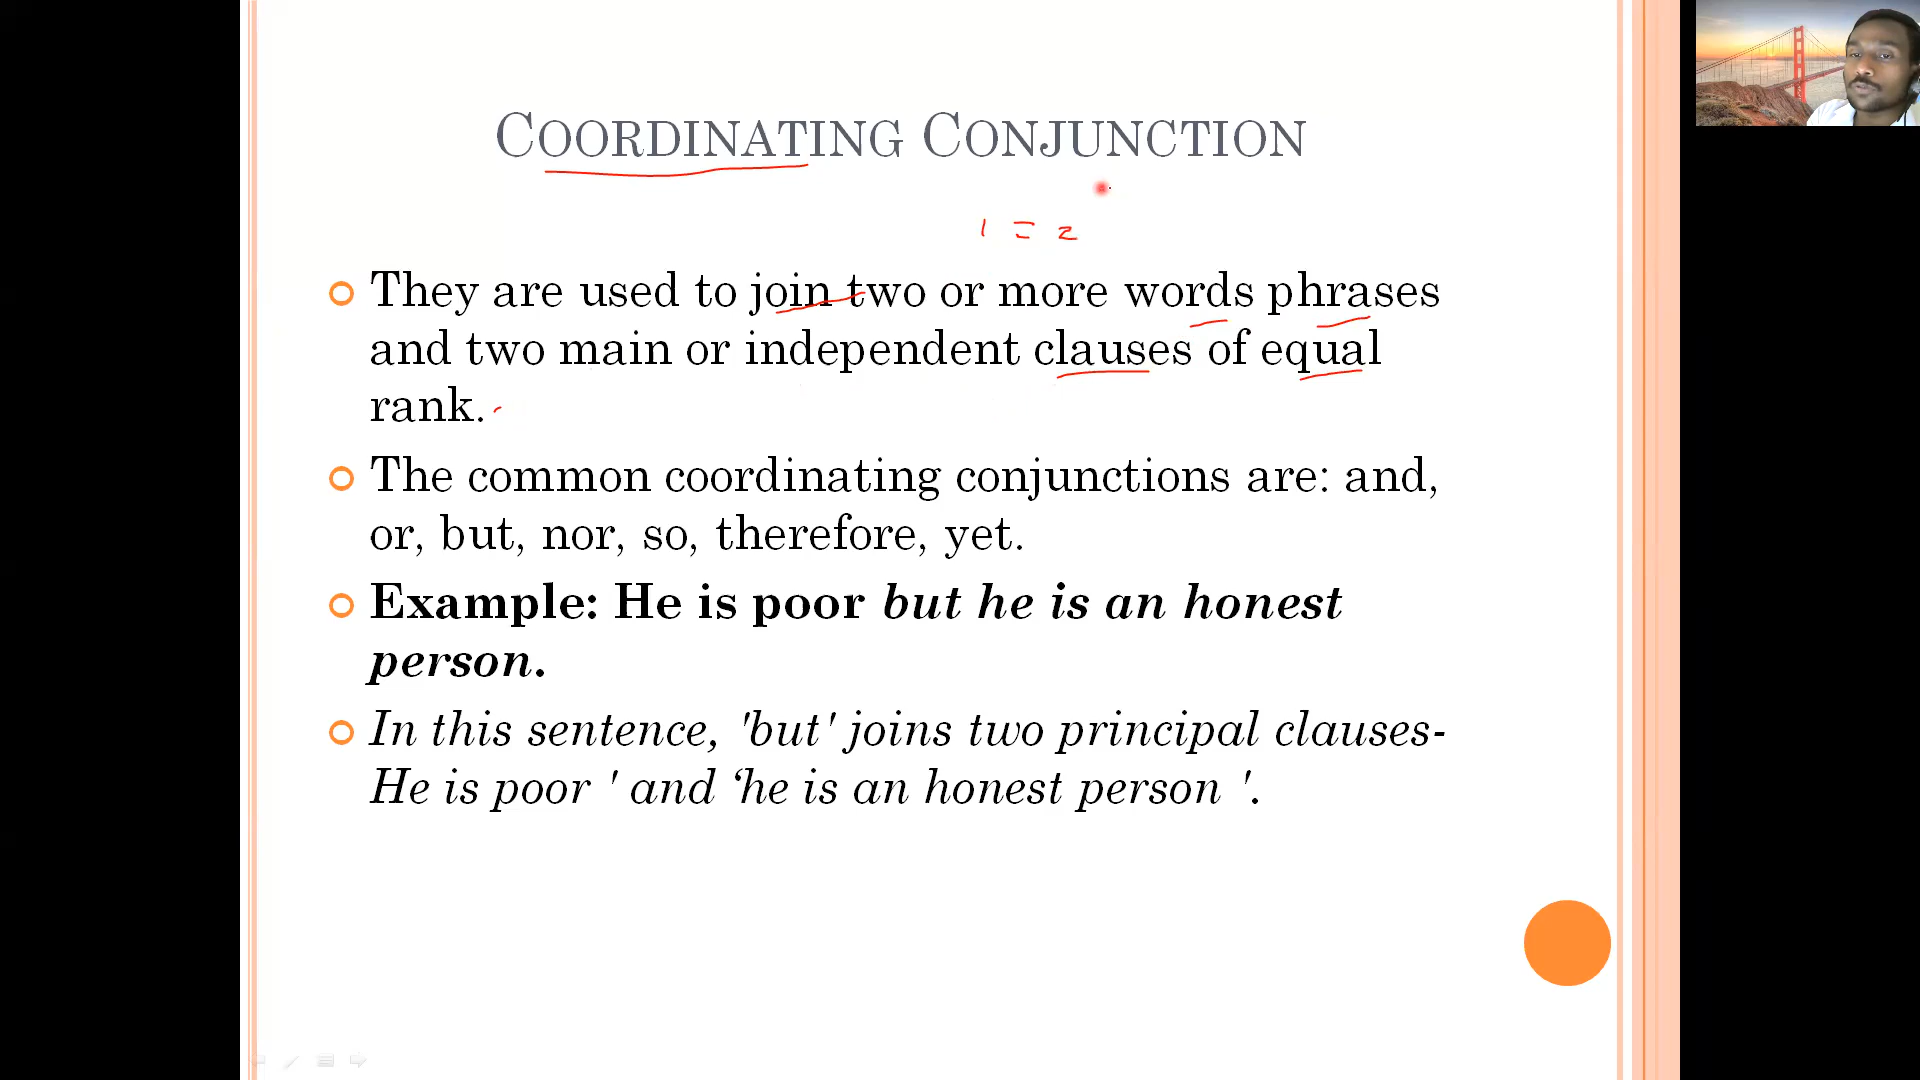 COORDINATING CONJUNCTION
1 = 2
They are used to join two or more words phrases
and two main or independent clauses of equal
rank.
The common coordinating conjunctions are: and,
or, but, nor, so, therefore, yet.
Example: He is poor but he is an honest
person.
In this sentence, 'but' joins two principal clauses-
He is poor ' and ‘he is an honest person '.